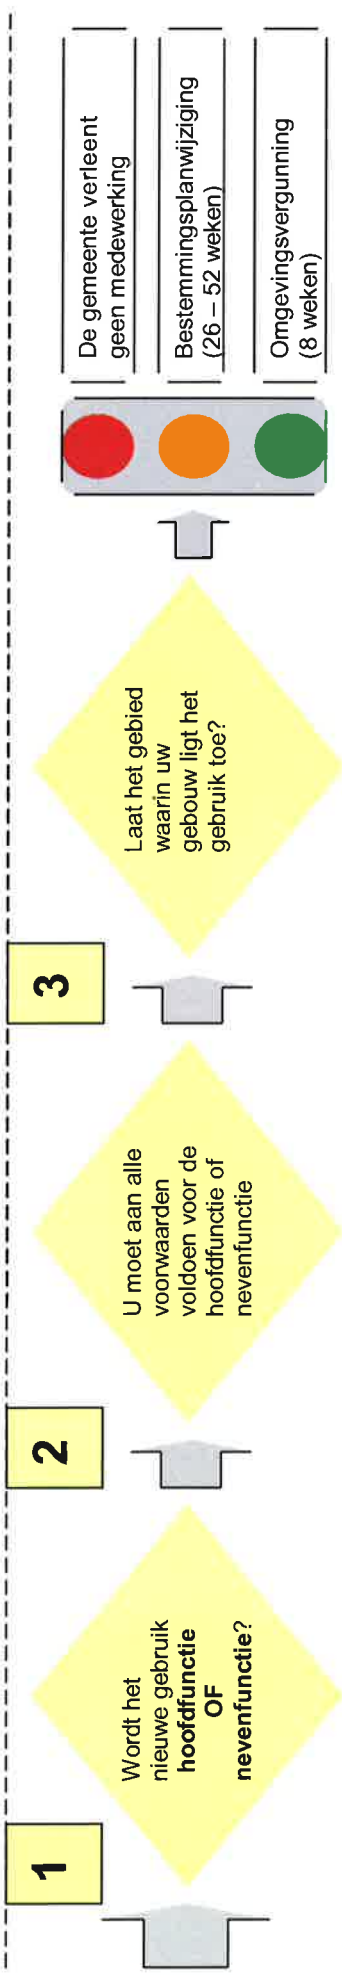 1
Wordt het
nieuwe gebruik
hoofdfunctie
OF
nevenfunctie?
2
U moet aan alle
voorwaarden
voldoen voor de
hoofdfunctie of
nevenfunctie
3
Laat het gebied
waarin uw
gebouw ligt het
gebruik toe?
De gemeente verleent
geen medewerking
Bestemmingsplanwijziging
(26 – 52 weken)
Omgevingsvergunning
(8 weken)